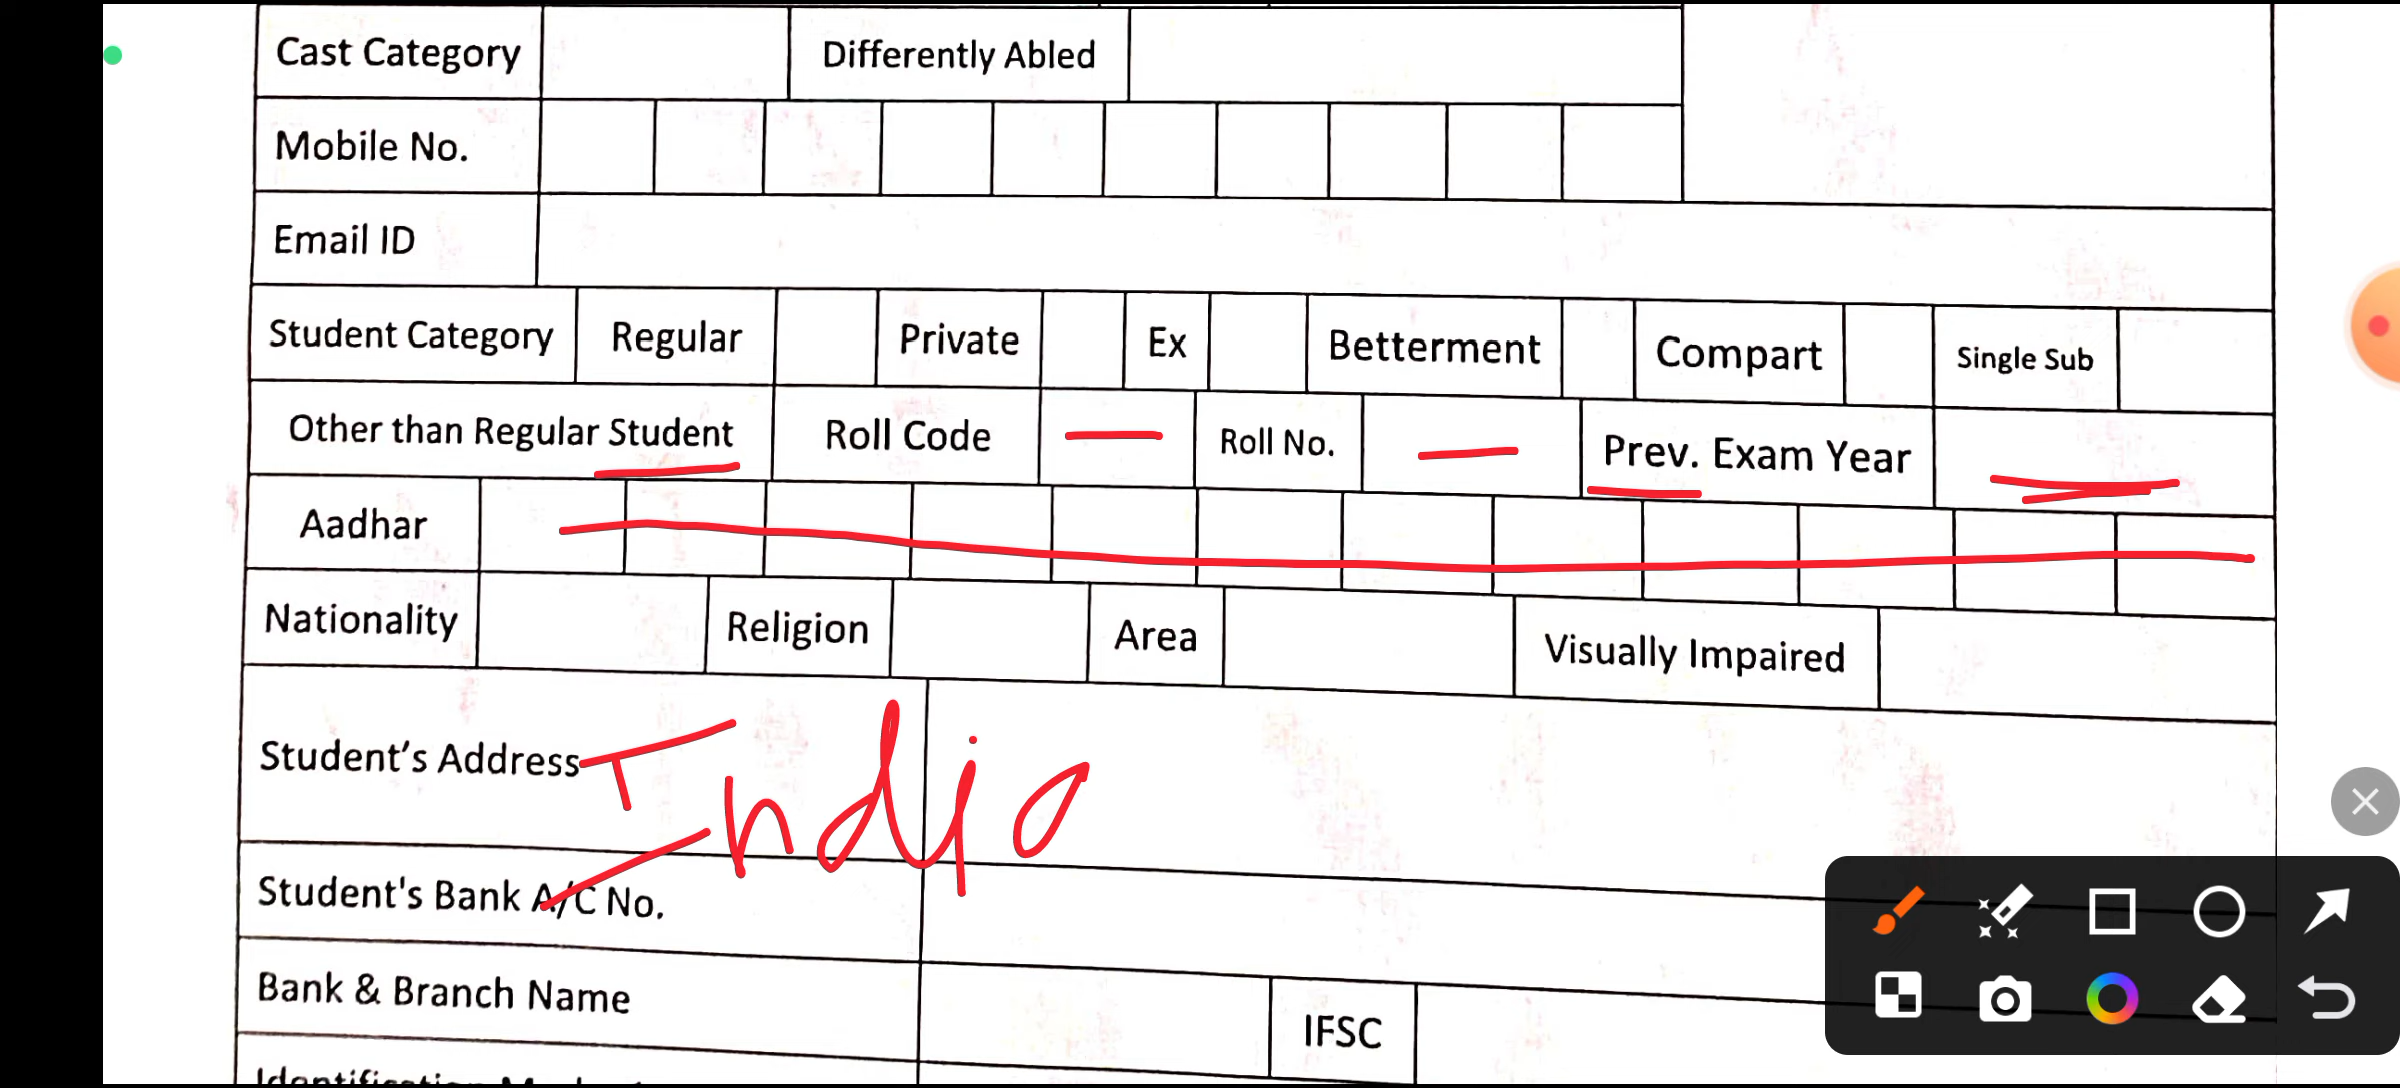 Cast Category Differently Abled
Mobile No.
Email ID
Student Category Regular Private Ex Betterment Compart Single Sub
Other than Regular Student Roll Code Roll No. Prev. Exam Year
Aadhar
Nationality Religion Area Visually Impaired
Student's Address
India
Student's Bank A/C No.
Bank & Branch Name IFSC